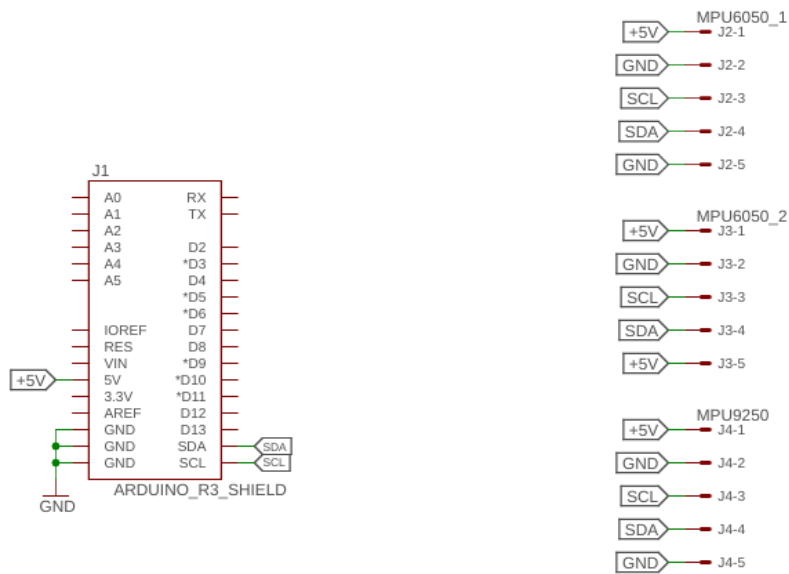 MPU6050_1
+5V J2-1
GND J2-2
SCL J2-3
SDA J2-4
GND J2-5
J1
A0 RX
A1 TX
A2
A3 D2
A4 *D3
A5 D4
*D5
*D6
IOREF D7
RES D8
VIN *D9
+5V 5V *D10
3.3V *D11
AREF D12
GND D13
GND SDA SDA
GND SCL SCL
GND
ARDUINO_R3_SHIELD
MPU6050_2
+5V J3-1
GND J3-2
SCL J3-3
SDA J3-4
+5V J3-5
MPU9250
+5V J4-1
GND J4-2
SCL J4-3
SDA J4-4
GND J4-5